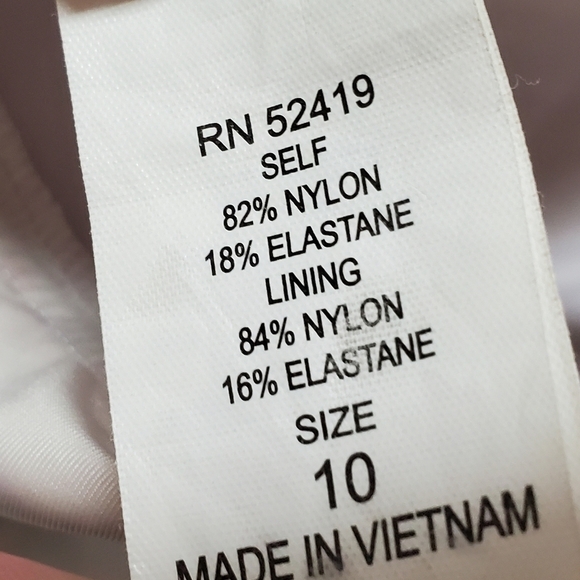 RN 52419
SELF
82% NYLON
18% ELASTANE
LINING
84% NYLON
16% ELASTANE
SIZE
10
MADE IN VIETNAM